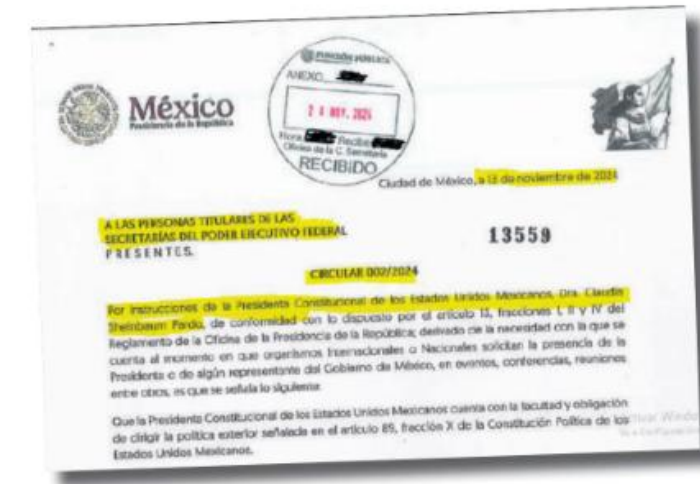 FUNCIÓN PÚBLICA
ANEXO
2 NOV. 2024
Hora Recibe
Oficina de la C. Secretaria
RECIBIDO
México
Presidencia de la República
Ciudad de México, a 13 de noviembre de 2024
A LAS PERSONAS TITULARES DE LAS
SECRETARÍAS DEL PODER EJECUTIVO FEDERAL
PRESENTES.
13559
CIRCULAR 002/2024
Por instrucciones de la Presidenta Constitucional de los Estados Unidos Mexicanos, Dra. Claudia
Sheinbaum Pardo, de conformidad con lo dispuesto por el artículo 13, fracciones I, II y IV del
Reglamento de la Oficina de la Presidencia de la República; derivado de la necesidad con la que se
cuenta al momento en que organismos Internacionales o Nacionales solicitan la presencia de la
Presidenta o de algún representante del Gobierno de México, en eventos, conferencias, reuniones
entre otros, es que se señala lo siguiente:
Que la Presidenta Constitucional de los Estados Unidos Mexicanos cuenta con la facultad y obligación
de dirigir la política exterior señalada en el artículo 89, fracción X de la Constitución Política de los
Estados Unidos Mexicanos.